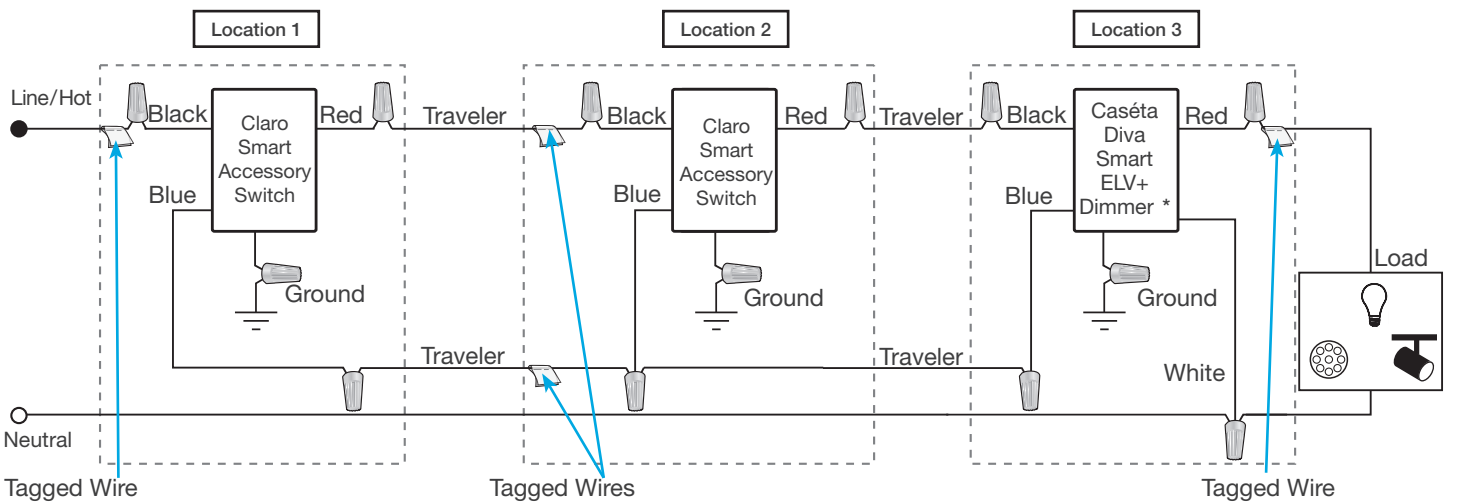 Location 1
Location 2
Location 3
Line/Hot
Black
Claro
Smart
Accessory
Switch
Red
Traveler
Black
Claro
Smart
Accessory
Switch
Red
Traveler
Black
Caséta
Diva
Smart
ELV+
Dimmer *
Red
Blue
Blue
Blue
Load
Ground
Ground
Ground
Traveler
Traveler
White
Neutral
Tagged Wire
Tagged Wires
Tagged Wire